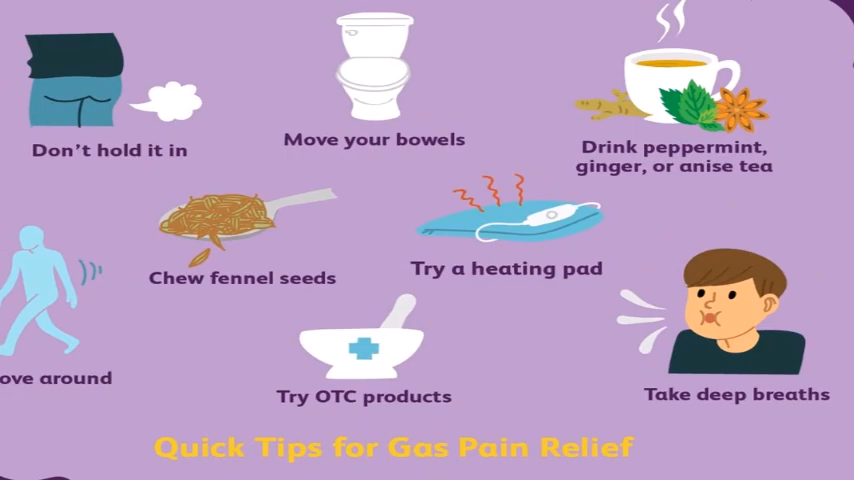 Don't hold it in
Move your bowels
Drink peppermint,
ginger, or anise tea
Chew fennel seeds
Try a heating pad
ove around
Try OTC products
Take deep breaths
Quick Tips for Gas Pain Relief